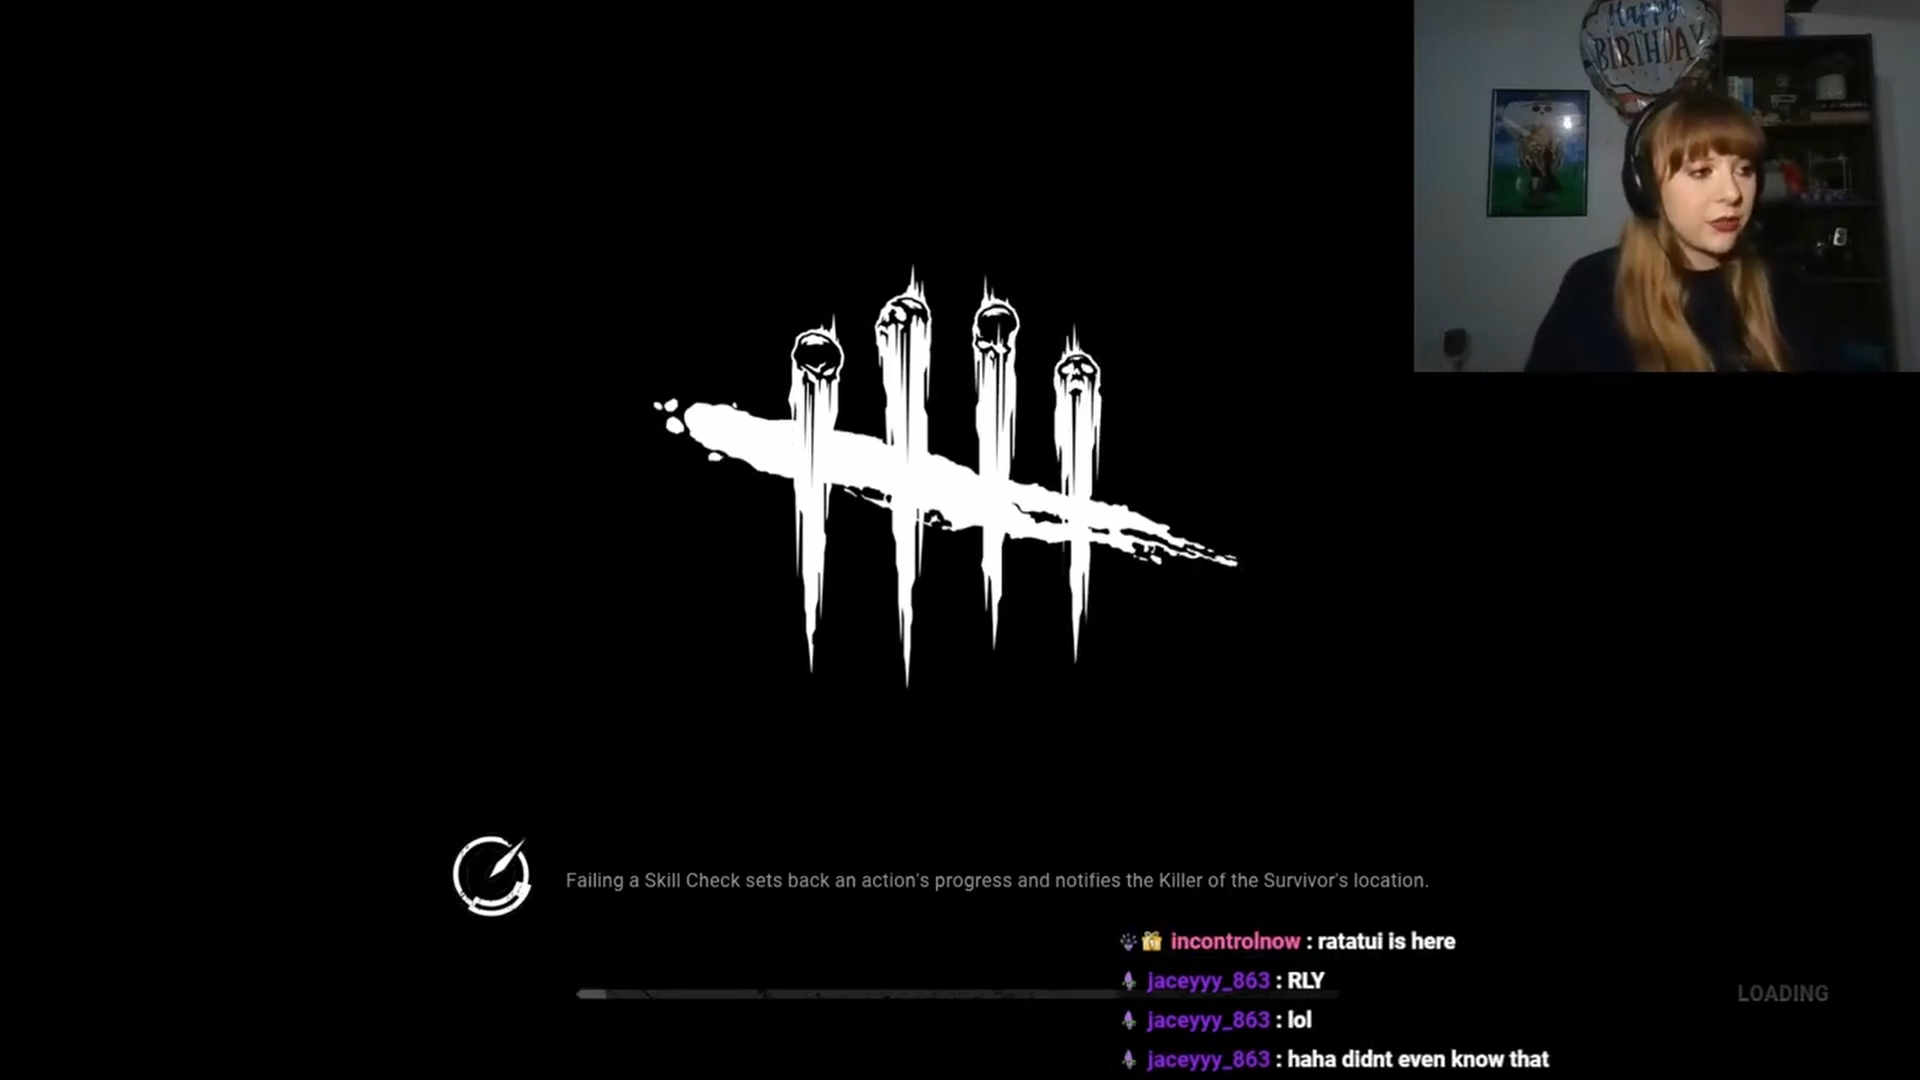 Happy
BIRTHDAY
Failing a Skill Check sets back an action's progress and notifies the Killer of the Survivor's location.
incontrolnow : ratatui is here
jaceyyy_863 : RLY
LOADING
jaceyyy_863 : lol
jaceyyy_863 : haha didnt even know that